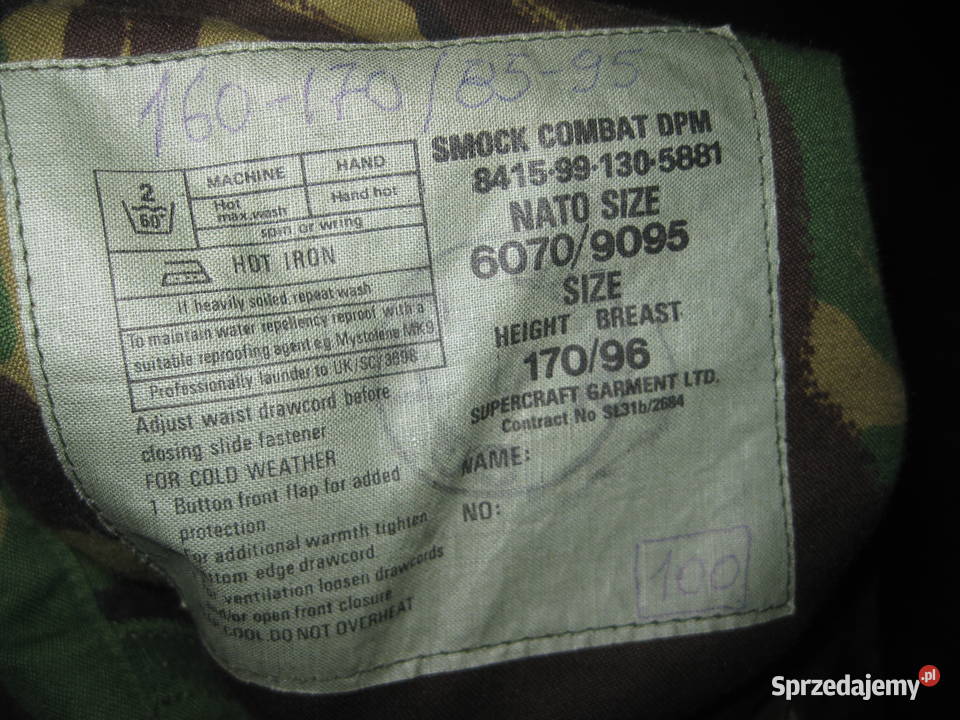 160-170/85-95
SMOCK COMBAT DPM
8415·99·130·5881
NATO SIZE
6070/9095
SIZE
HEIGHT BREAST
170/96
SUPERCRAFT GARMENT LTD.
Contract No SL31b/2684
NAME:
NO:
100
2
60°
MACHINE
HAND
Hot
max. wash
Hand hot
spin or wring
HOT IRON
If heavily soiled, repeat wash
To maintain water repellency reproof with a
suitable reproofing agent eg. Mystolene MK9
Professionally launder to UK/SC/3696
Adjust waist drawcord before
closing slide fastener
FOR COLD WEATHER
1 Button front flap for added
protection
For additional warmth tighten
bottom edge drawcord
For ventilation loosen drawcords
and/or open front closure
COOL DO NOT OVERHEAT
Sprzedajemy.pl